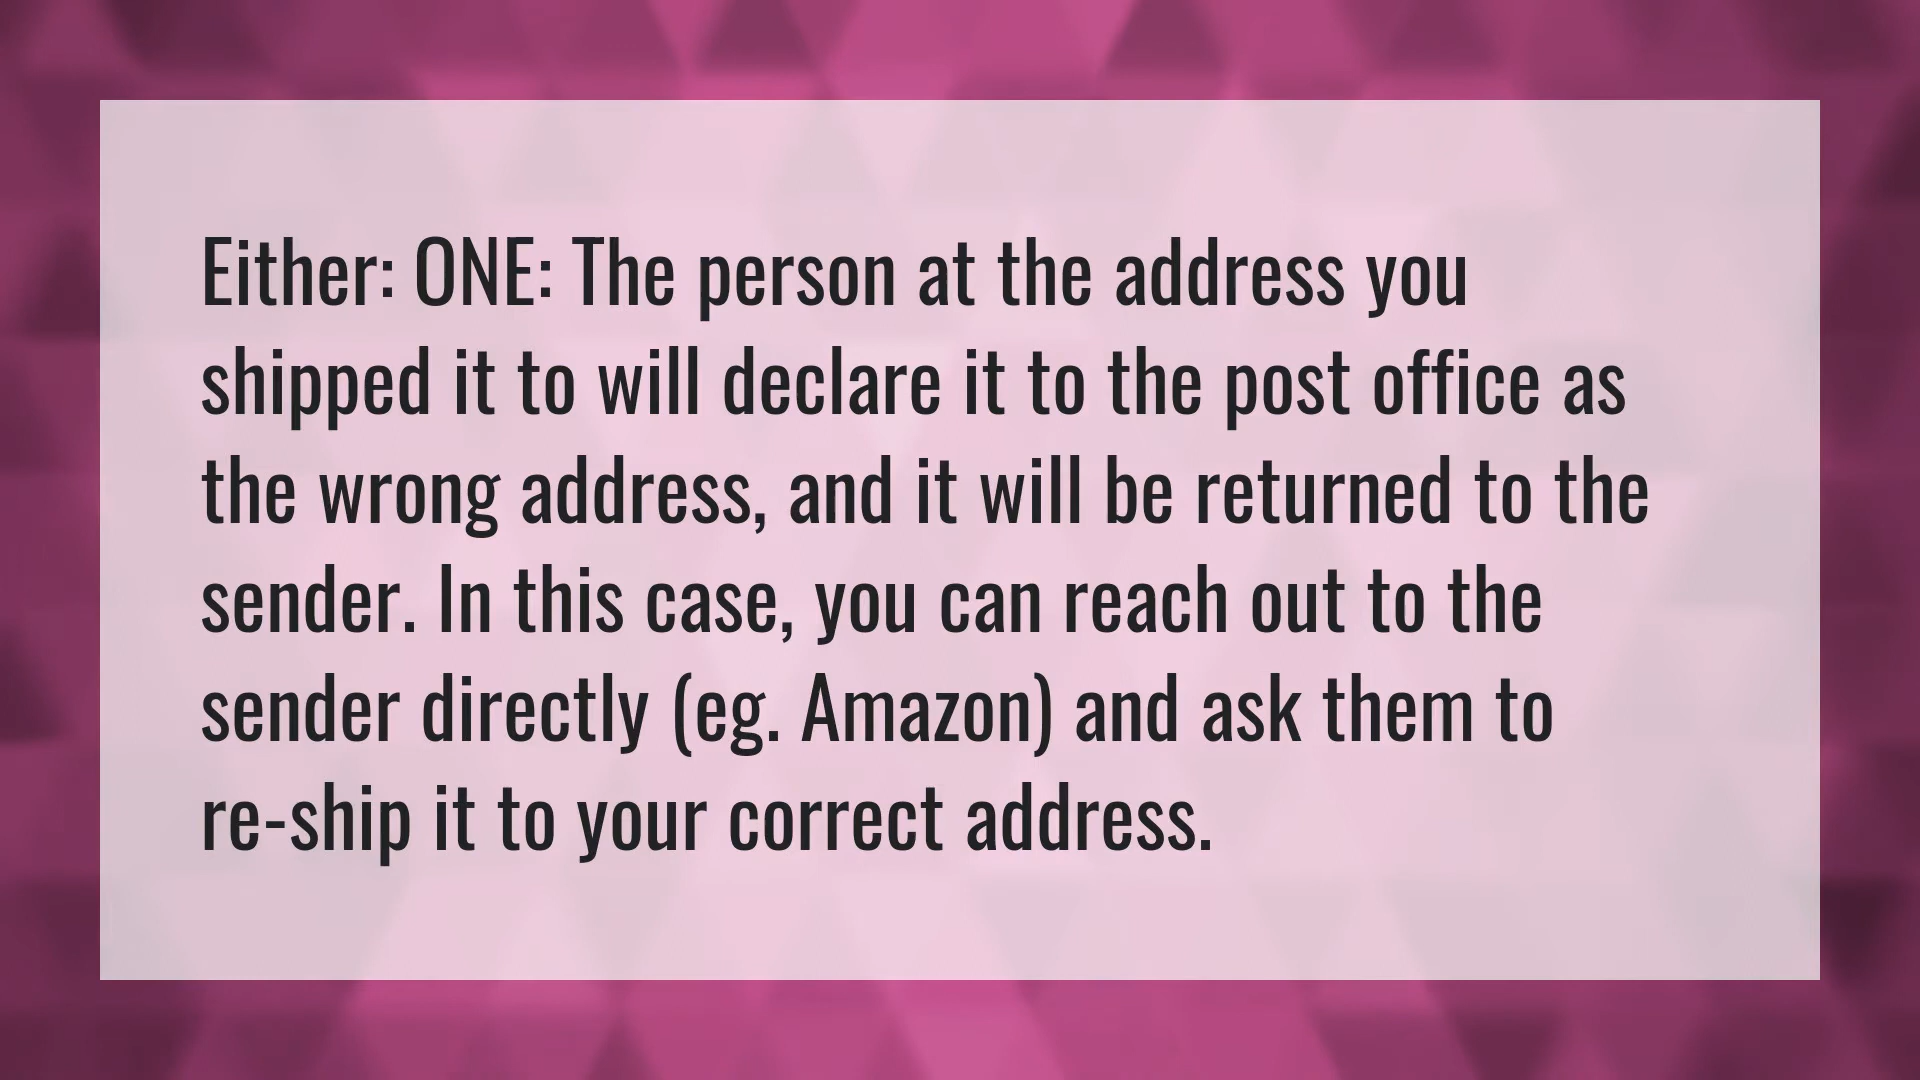 Either: ONE: The person at the address you
shipped it to will declare it to the post office as
the wrong address, and it will be returned to the
sender. In this case, you can reach out to the
sender directly (eg. Amazon) and ask them to
re-ship it to your correct address.